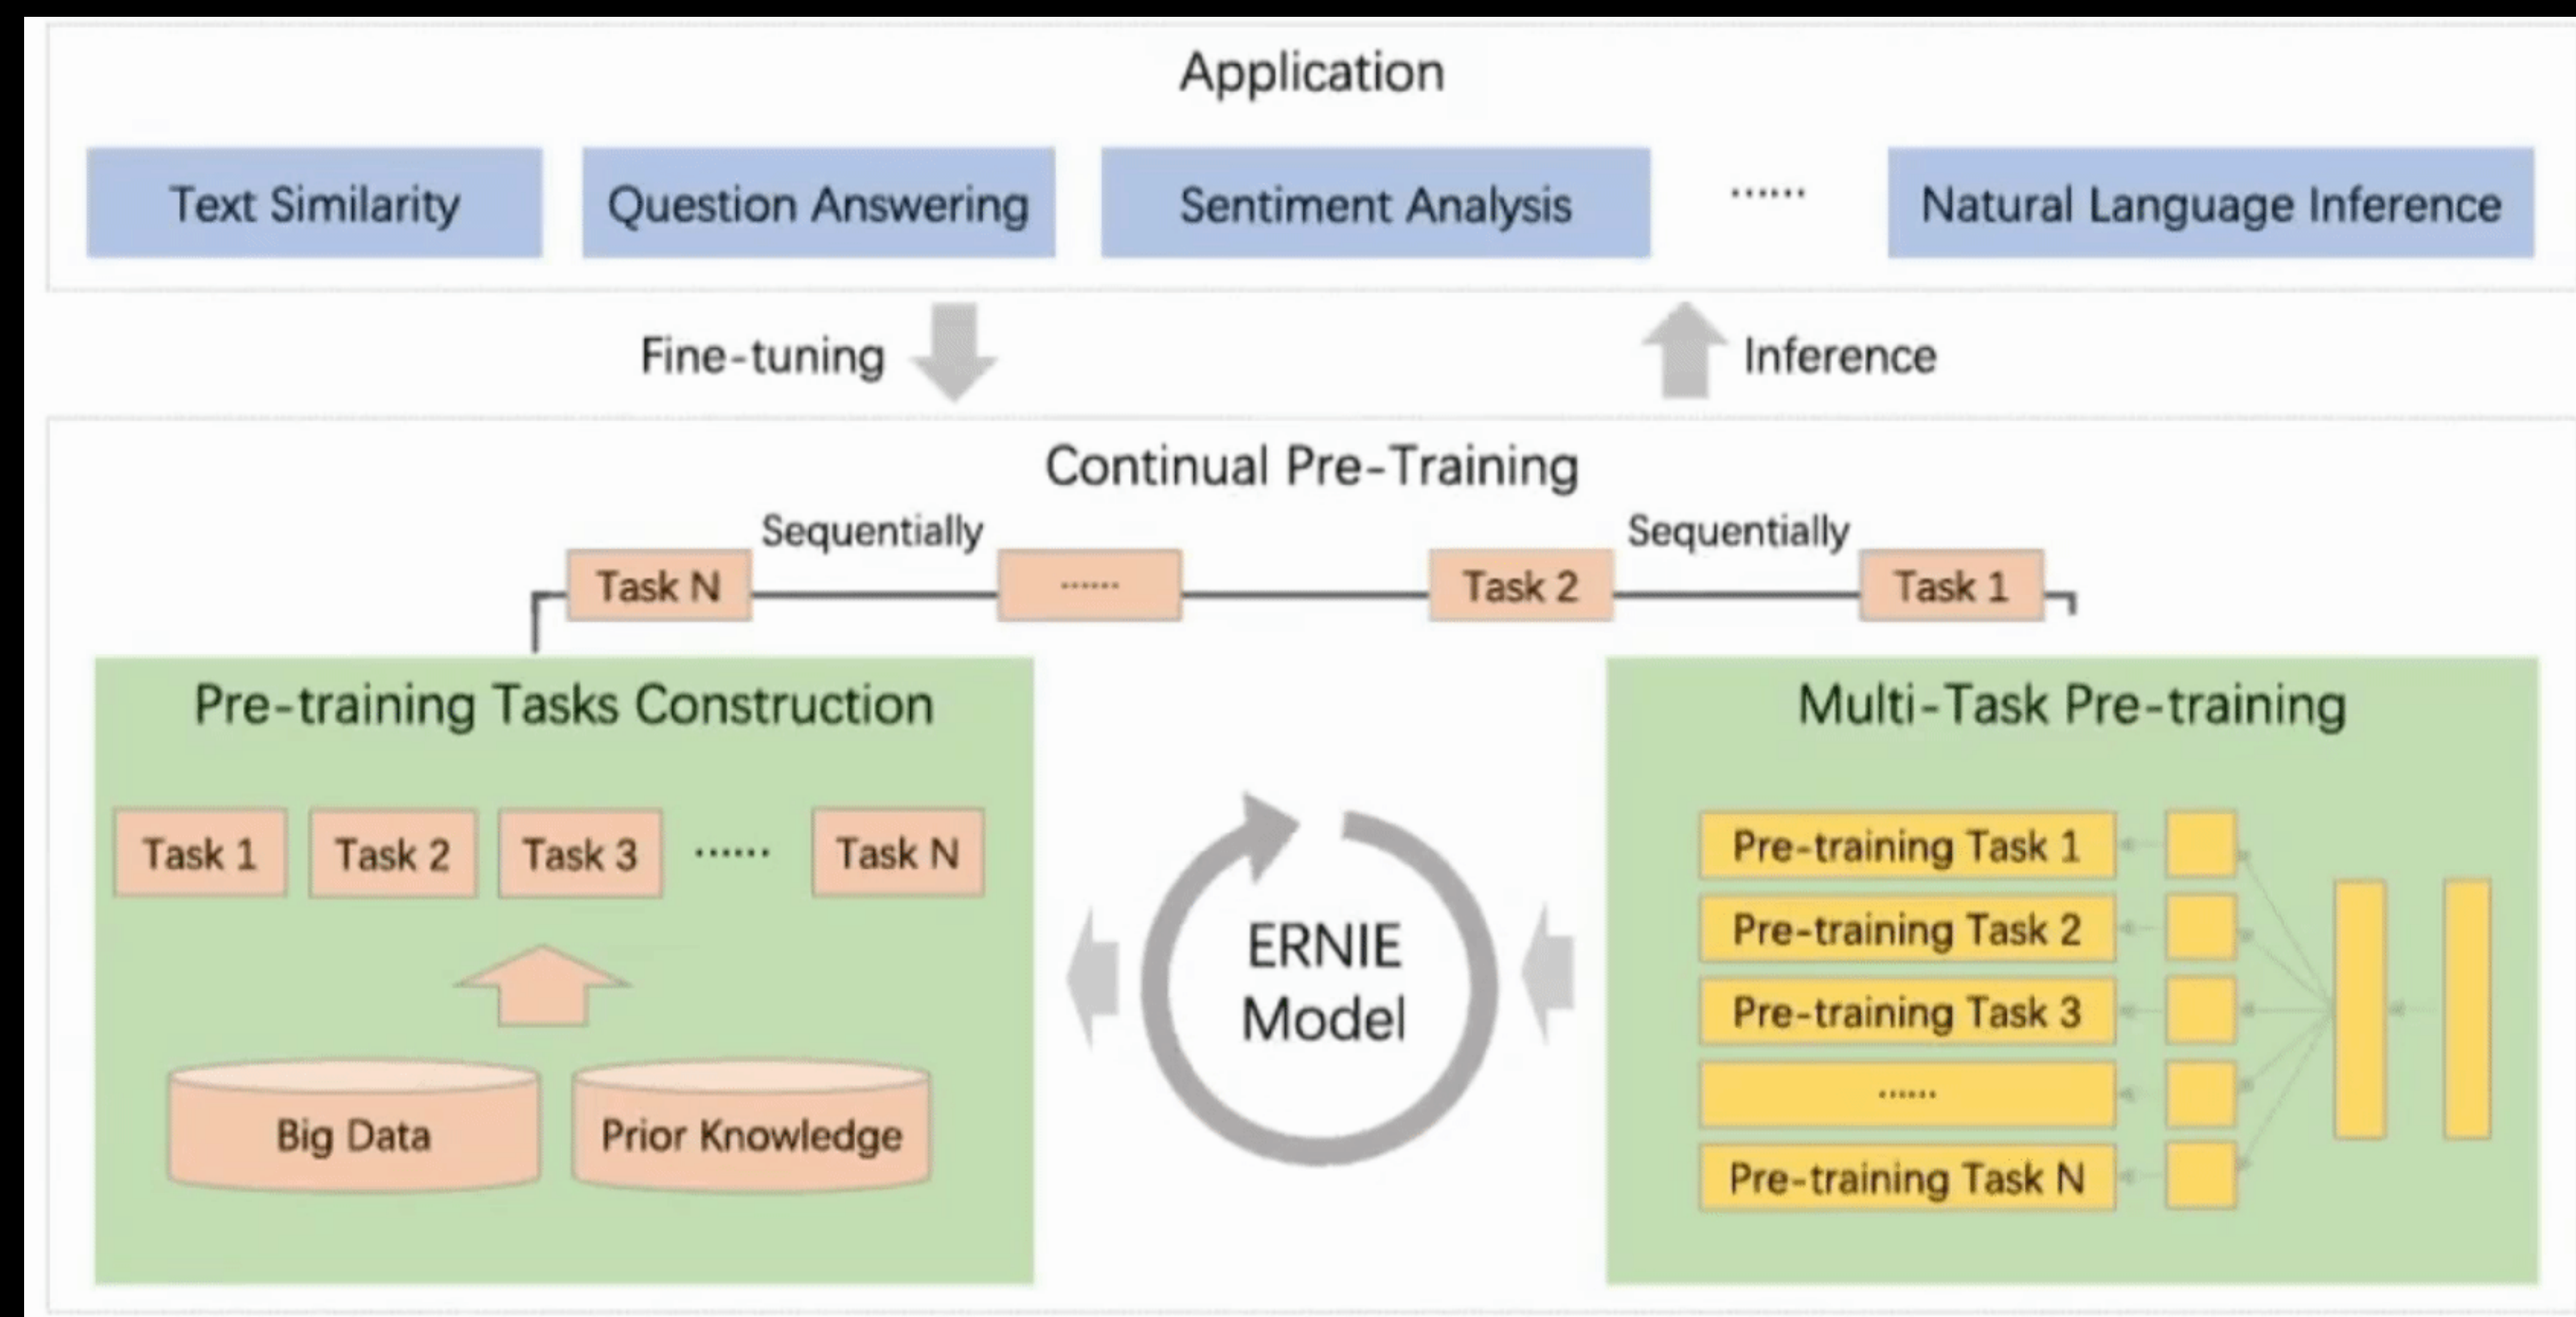 Application
Text Similarity
Question Answering
Sentiment Analysis
......
Natural Language Inference
Fine-tuning
Inference
Continual Pre-Training
Sequentially
Sequentially
Task N
......
Task 2
Task 1
Pre-training Tasks Construction
Task 1
Task 2
Task 3
......
Task N
Big Data
Prior Knowledge
ERNIE
Model
Multi-Task Pre-training
Pre-training Task 1
Pre-training Task 2
Pre-training Task 3
......
Pre-training Task N